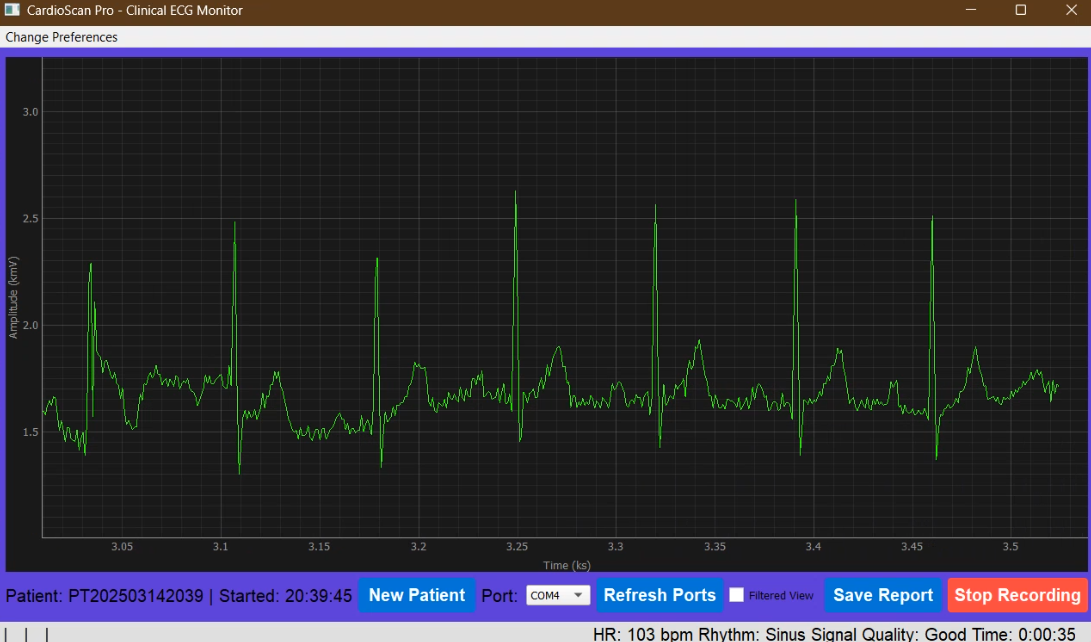 CardioScan Pro - Clinical ECG Monitor
Change Preferences
3.0
2.5
2.0
1.5
Amplitude (kmV)
3.05 3.1 3.15 3.2 3.25 3.3 3.35 3.4 3.45 3.5
Time (ks)
Patient: PT202503142039 | Started: 20:39:45 New Patient Port: COM4 Refresh Ports Filtered View Save Report Stop Recording
HR: 103 bpm Rhythm: Sinus Signal Quality: Good Time: 0:00:35